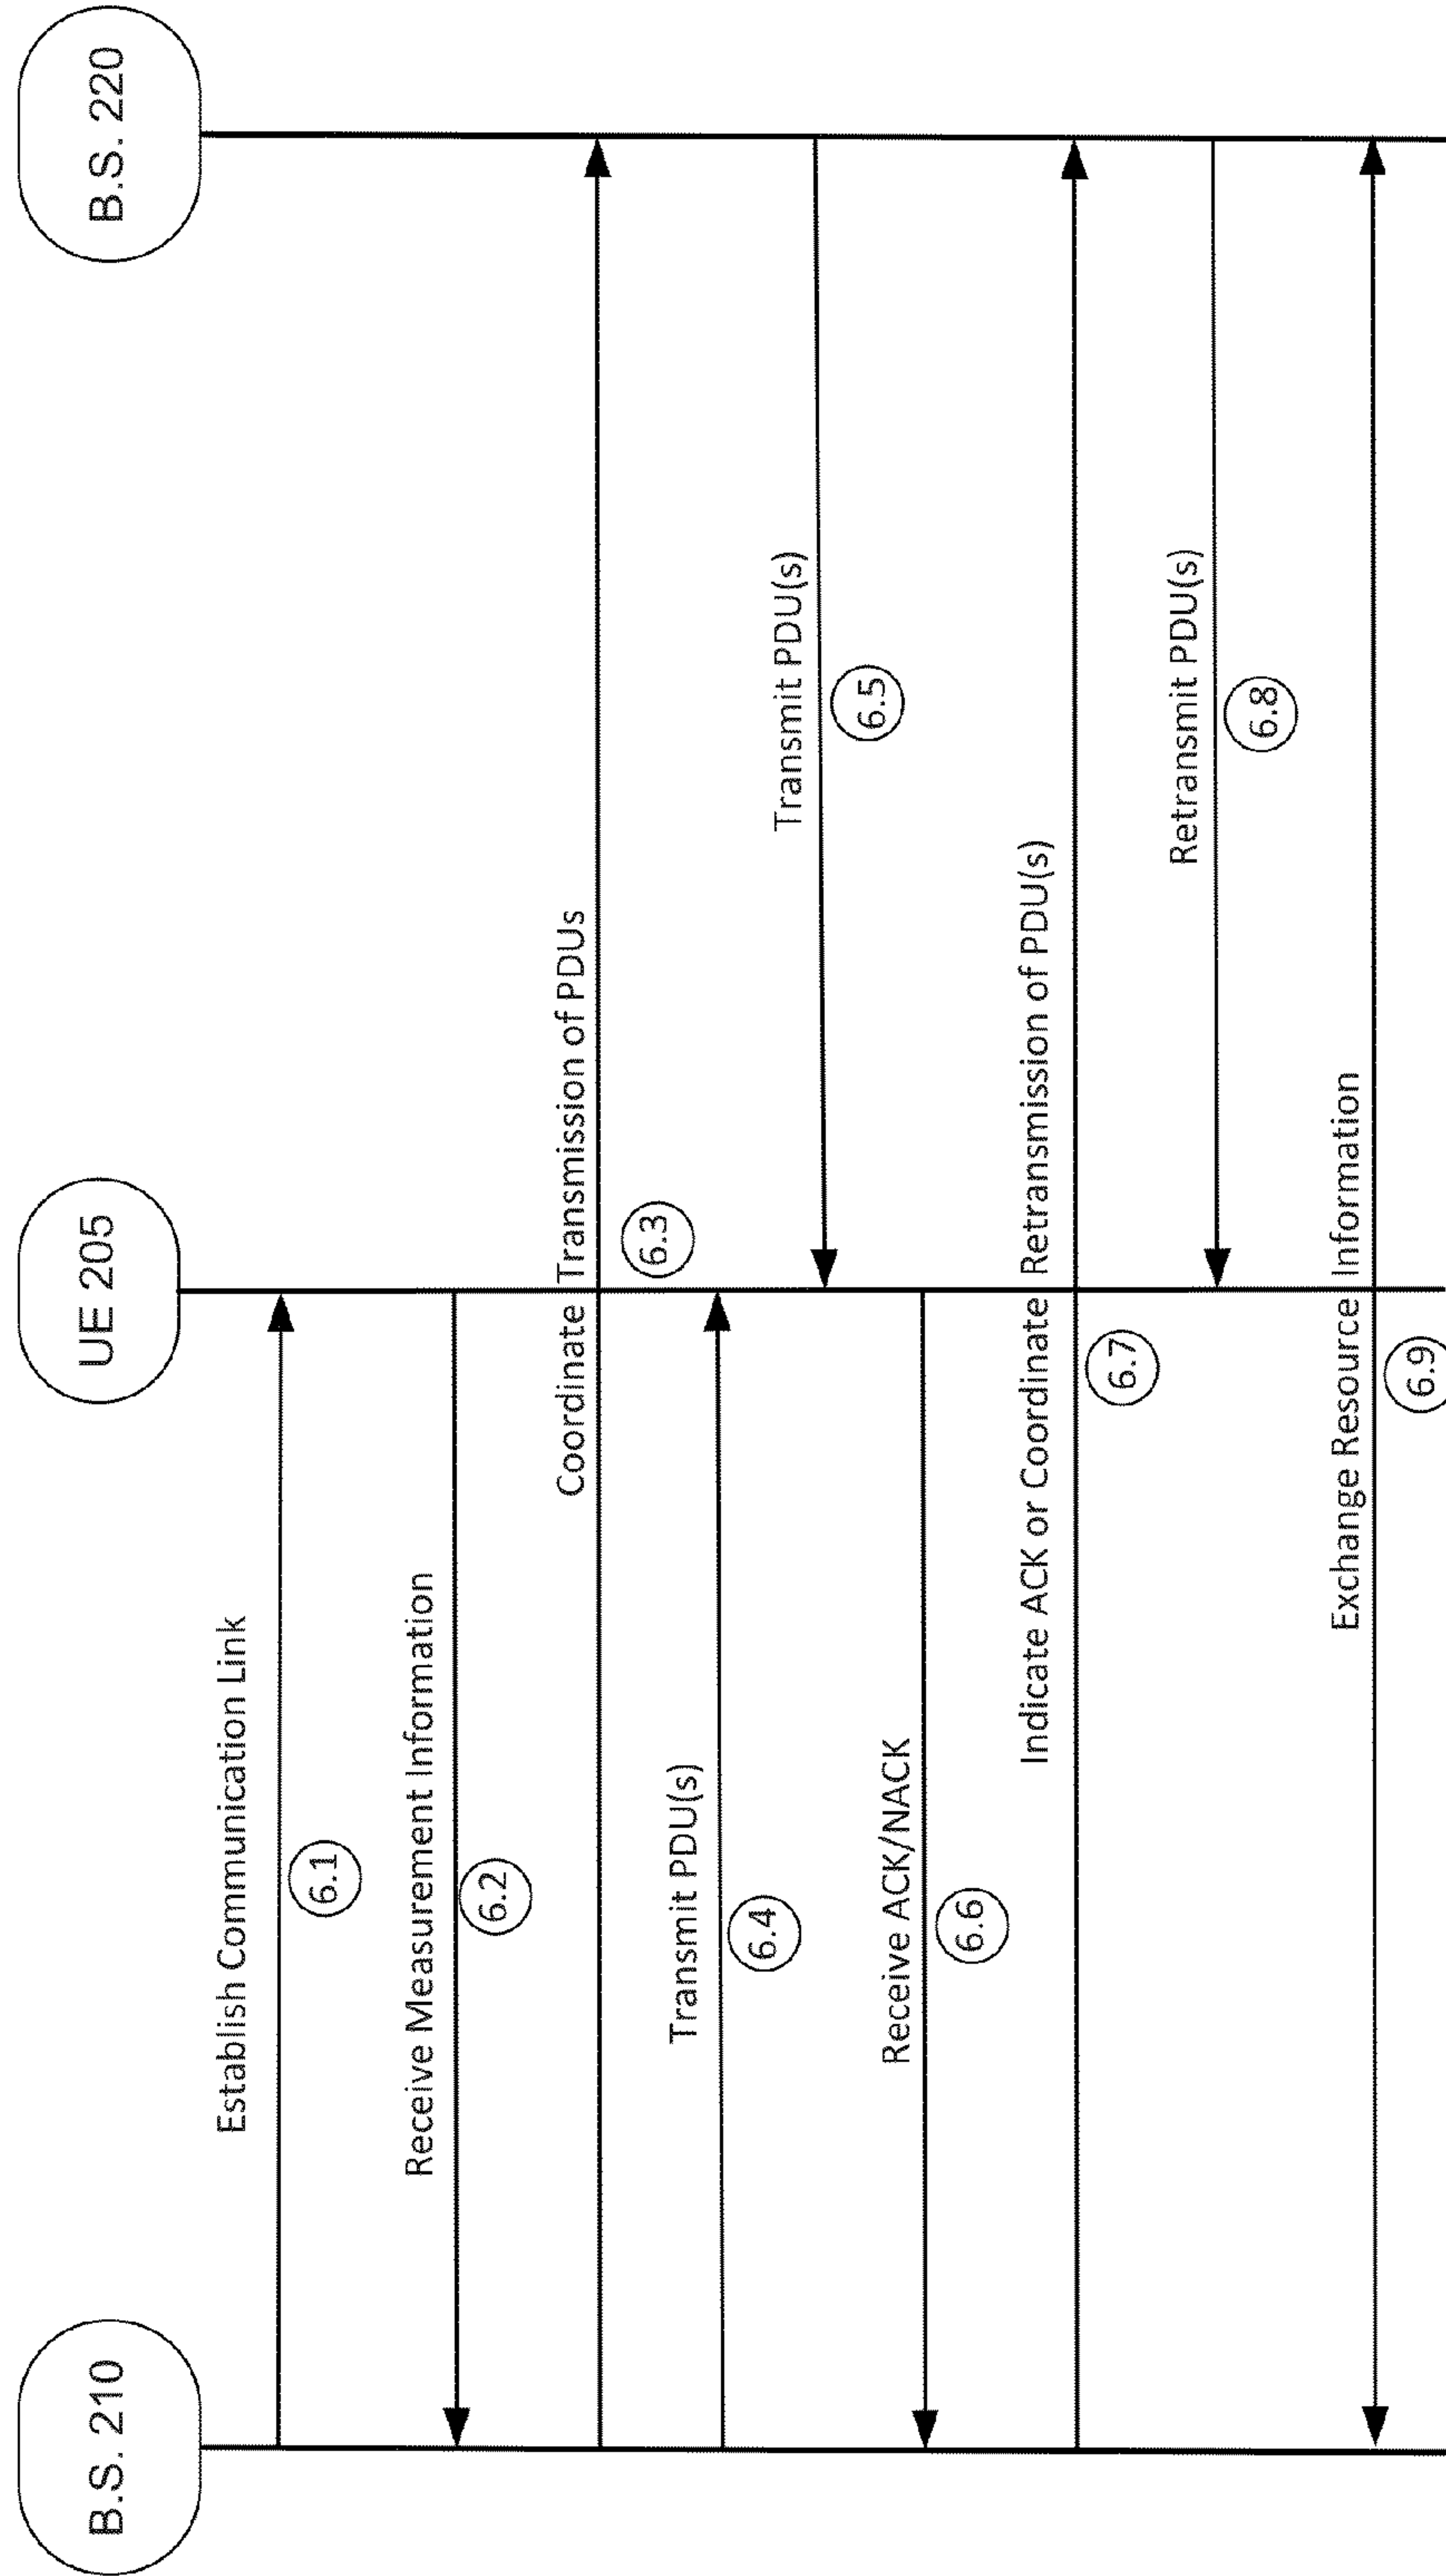 B.S. 210
UE 205
B.S. 220
Establish Communication Link
6.1
Receive Measurement Information
6.2
Coordinate Transmission of PDUs
6.3
Transmit PDU(s)
6.4
Transmit PDU(s)
6.5
Receive ACK/NACK
6.6
Indicate ACK or Coordinate Retransmission of PDU(s)
6.7
Retransmit PDU(s)
6.8
Exchange Resource Information
6.9